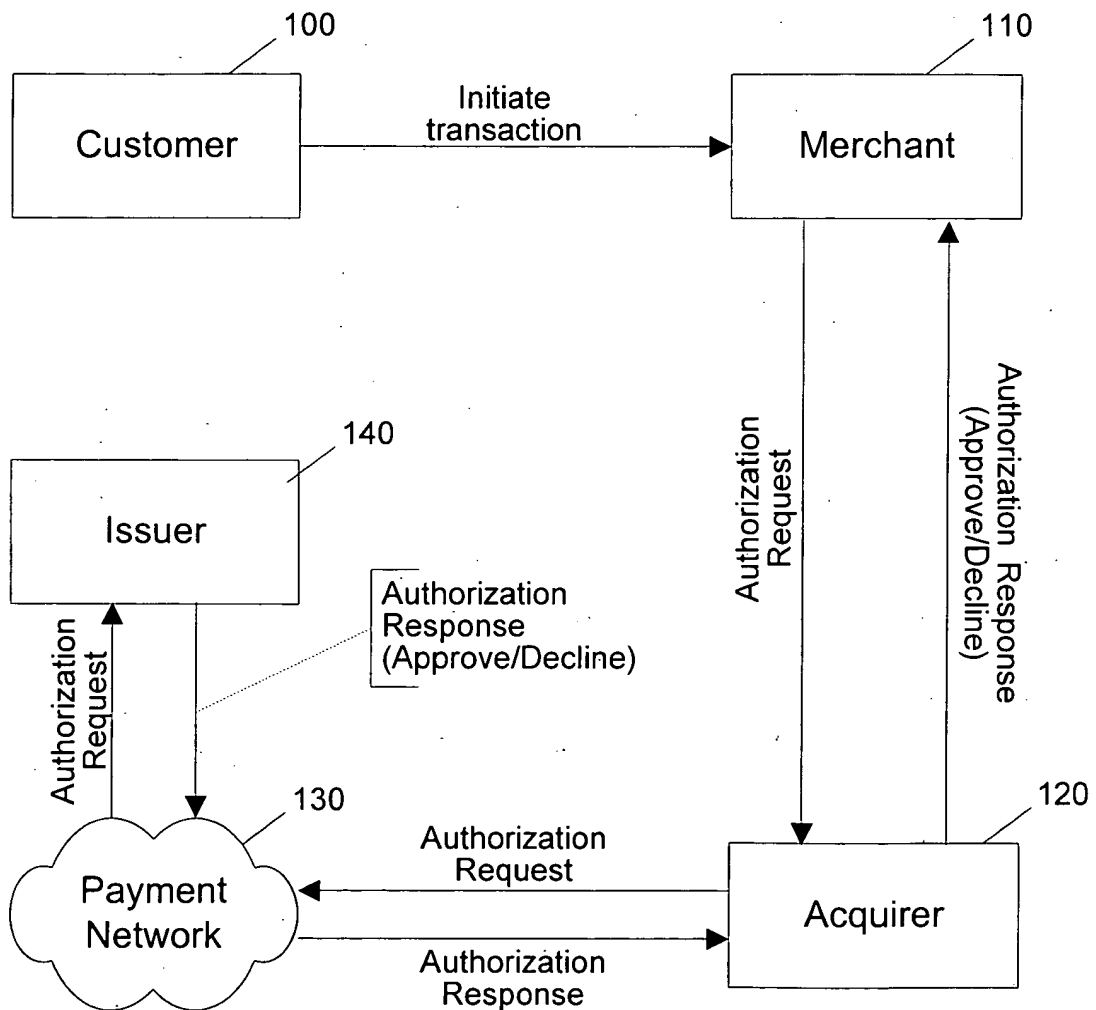 100
110
Customer
Initiate
transaction
Merchant
140
Issuer
Authorization
Response
(Approve/Decline)
Authorization
Request
Authorization Response
(Approve/Decline)
Authorization
Request
130
120
Payment
Network
Authorization
Request
Acquirer
Authorization
Response